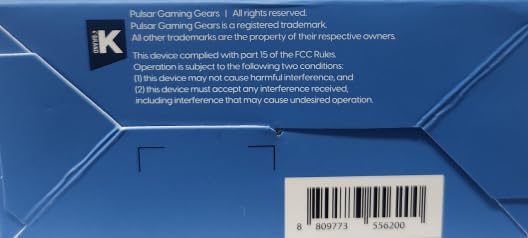 Pulsar Gaming Gears | All rights reserved.
Pulsar Gaming Gears is a registered trademark.
All other trademarks are the property of their respective owners.
K
BRAND
This device complied with part 15 of the FCC Rules.
Operation is subject to the following two conditions:
(1) this device may not cause harmful interference, and
(2) this device must accept any interference received,
including interference that may cause undesired operation.
8 809773 556200